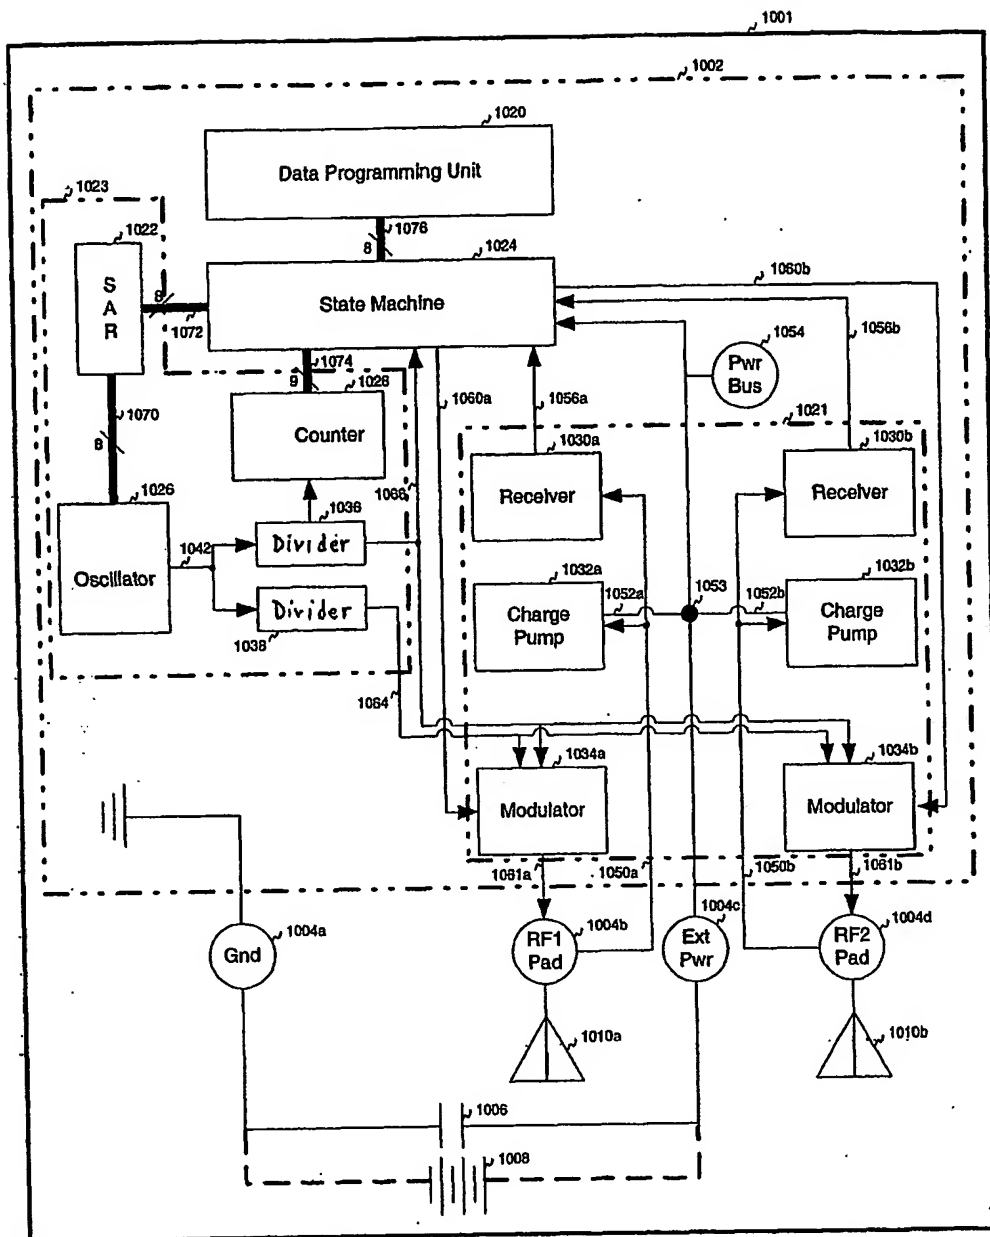 1001
1002
1020
Data Programming Unit
1023
1022
1076
8
1024
1060b
S
A
R
8
State Machine
1072
1056b
1054
Pwr
Bus
1074
9
1028
1060a
1056a
1021
1070
8
Counter
1030a
1030b
1066
Receiver
Receiver
1026
1036
1042
Divider
Oscillator
1032a
1053
1032b
1052a
1052b
Divider
1038
Charge
Pump
Charge
Pump
1064
1034a
1034b
Modulator
Modulator
1061a
1050a
1050b
1061b
1004a
1004b
1004c
1004d
Gnd
RF1
Pad
Ext
Pwr
RF2
Pad
1010a
1010b
1006
1008